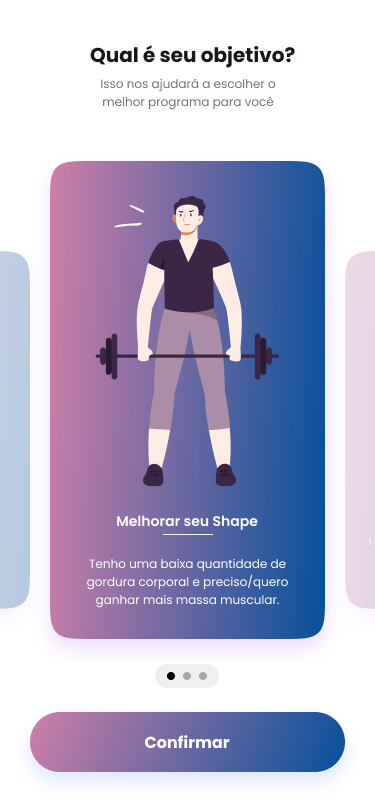 Qual é seu objetivo?
Isso nos ajudará a escolher o
melhor programa para você
Melhorar seu Shape
Tenho uma baixa quantidade de
gordura corporal e preciso/quero
ganhar mais massa muscular.
Confirmar